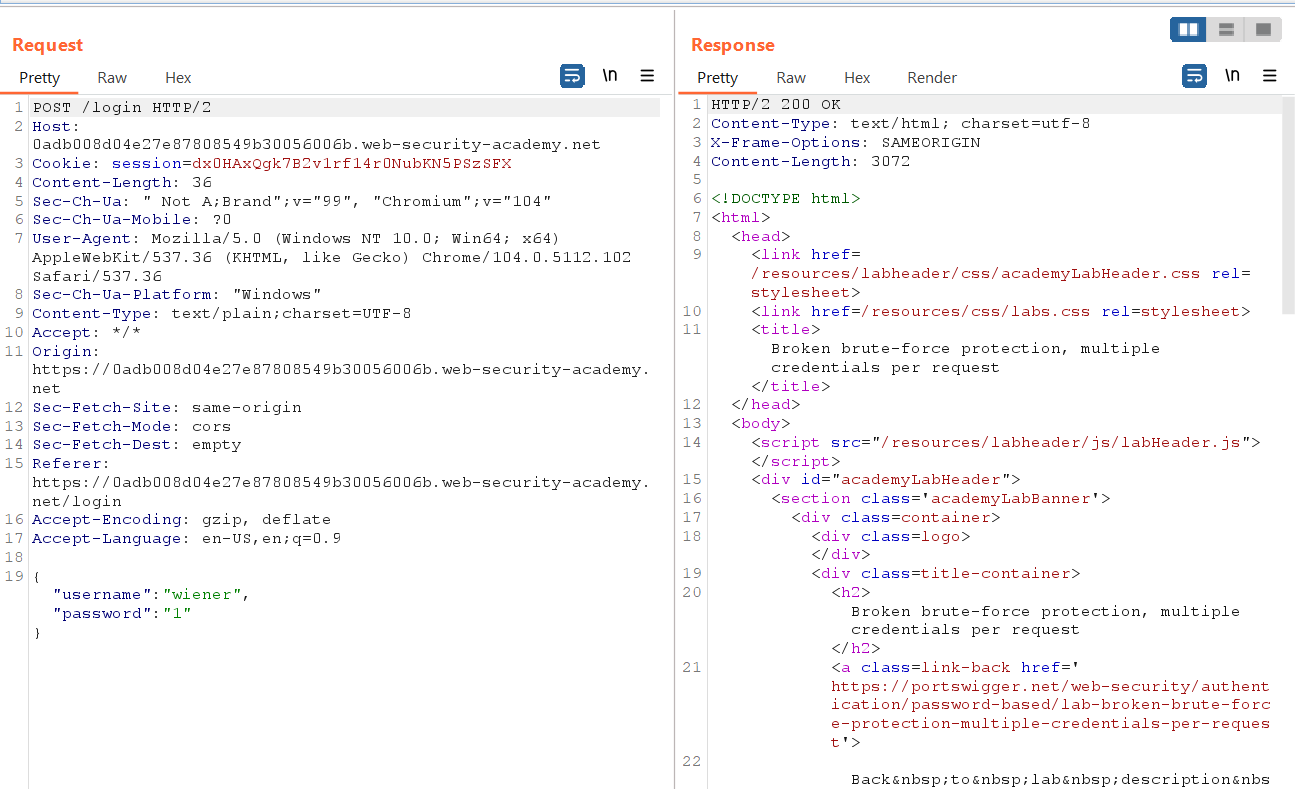 Request
Pretty Raw Hex
\n
1 POST /login HTTP/2
2 Host:
0adb008d04e27e87808549b30056006b.web-security-academy.net
3 Cookie: session=dx0HAxQgk7B2v1rf14r0NubKN5PSzSFX
4 Content-Length: 36
5 Sec-Ch-Ua: " Not A;Brand";v="99", "Chromium";v="104"
6 Sec-Ch-Ua-Mobile: ?0
7 User-Agent: Mozilla/5.0 (Windows NT 10.0; Win64; x64)
AppleWebKit/537.36 (KHTML, like Gecko) Chrome/104.0.5112.102
Safari/537.36
8 Sec-Ch-Ua-Platform: "Windows"
9 Content-Type: text/plain;charset=UTF-8
10 Accept: */*
11 Origin:
https://0adb008d04e27e87808549b30056006b.web-security-academy.
net
12 Sec-Fetch-Site: same-origin
13 Sec-Fetch-Mode: cors
14 Sec-Fetch-Dest: empty
15 Referer:
https://0adb008d04e27e87808549b30056006b.web-security-academy.
net/login
16 Accept-Encoding: gzip, deflate
17 Accept-Language: en-US,en;q=0.9
18
19 {
"username":"wiener",
"password":"1"
}
Response
Pretty Raw Hex Render
\n
1 HTTP/2 200 OK
2 Content-Type: text/html; charset=utf-8
3 X-Frame-Options: SAMEORIGIN
4 Content-Length: 3072
5
6 <!DOCTYPE html>
7 <html>
8 <head>
9 <link href=
/resources/labheader/css/academyLabHeader.css rel=
stylesheet>
10 <link href=/resources/css/labs.css rel=stylesheet>
11 <title>
Broken brute-force protection, multiple
credentials per request
</title>
12 </head>
13 <body>
14 <script src="/resources/labheader/js/labHeader.js">
</script>
15 <div id="academyLabHeader">
16 <section class='academyLabBanner'>
17 <div class=container>
18 <div class=logo>
</div>
19 <div class=title-container>
20 <h2>
Broken brute-force protection, multiple
credentials per request
</h2>
21 <a class=link-back href='
https://portswigger.net/web-security/authent
ication/password-based/lab-broken-brute-forc
e-protection-multiple-credentials-per-reques
t'>
22
Back&nbsp;to&nbsp;lab&nbsp;description&nbs